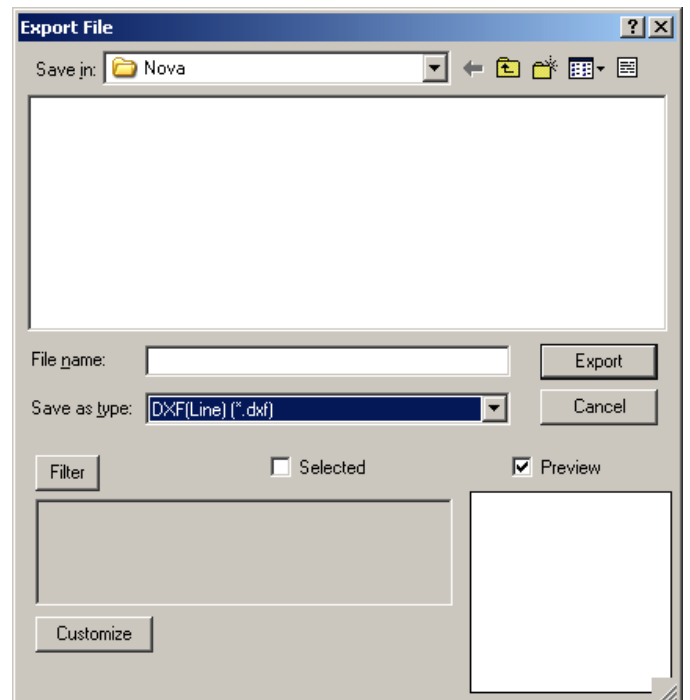 Export File
Save in: Nova
File name:
Export
Save as type: DXF(Line) (*.dxf)
Cancel
Filter
Selected
Preview
Customize